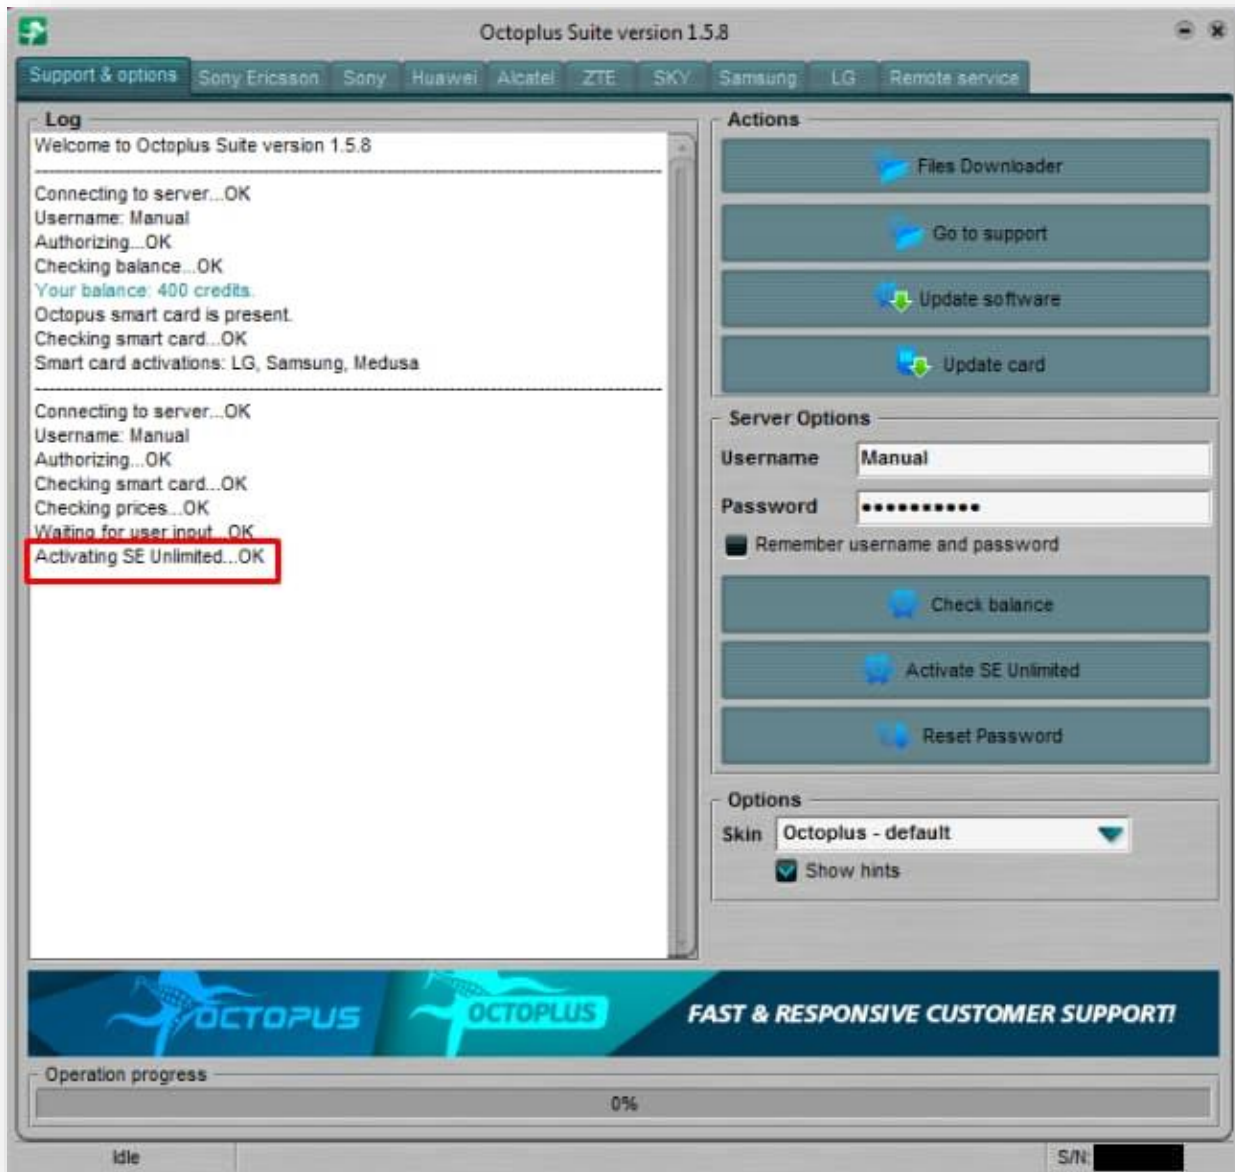 Octoplus Suite version 1.5.8
Support & options Sony Ericsson Sony Huawei Alcatel ZTE SKY Samsung LG Remote service
Log
Welcome to Octoplus Suite version 1.5.8
Connecting to server...OK
Username: Manual
Authorizing...OK
Checking balance...OK
Your balance: 400 credits.
Octopus smart card is present.
Checking smart card...OK
Smart card activations: LG, Samsung, Medusa
Connecting to server...OK
Username: Manual
Authorizing...OK
Checking smart card...OK
Checking prices...OK
Waiting for user input...OK
Activating SE Unlimited...OK
Actions
Files Downloader
Go to support
Update software
Update card
Server Options
Username Manual
Password ●●●●●●●●●●
Remember username and password
Check balance
Activate SE Unlimited
Reset Password
Options
Skin Octoplus - default
Show hints
OCTOPUS OCTOPLUS FAST & RESPONSIVE CUSTOMER SUPPORT!
Operation progress
0%
Idle S/N: